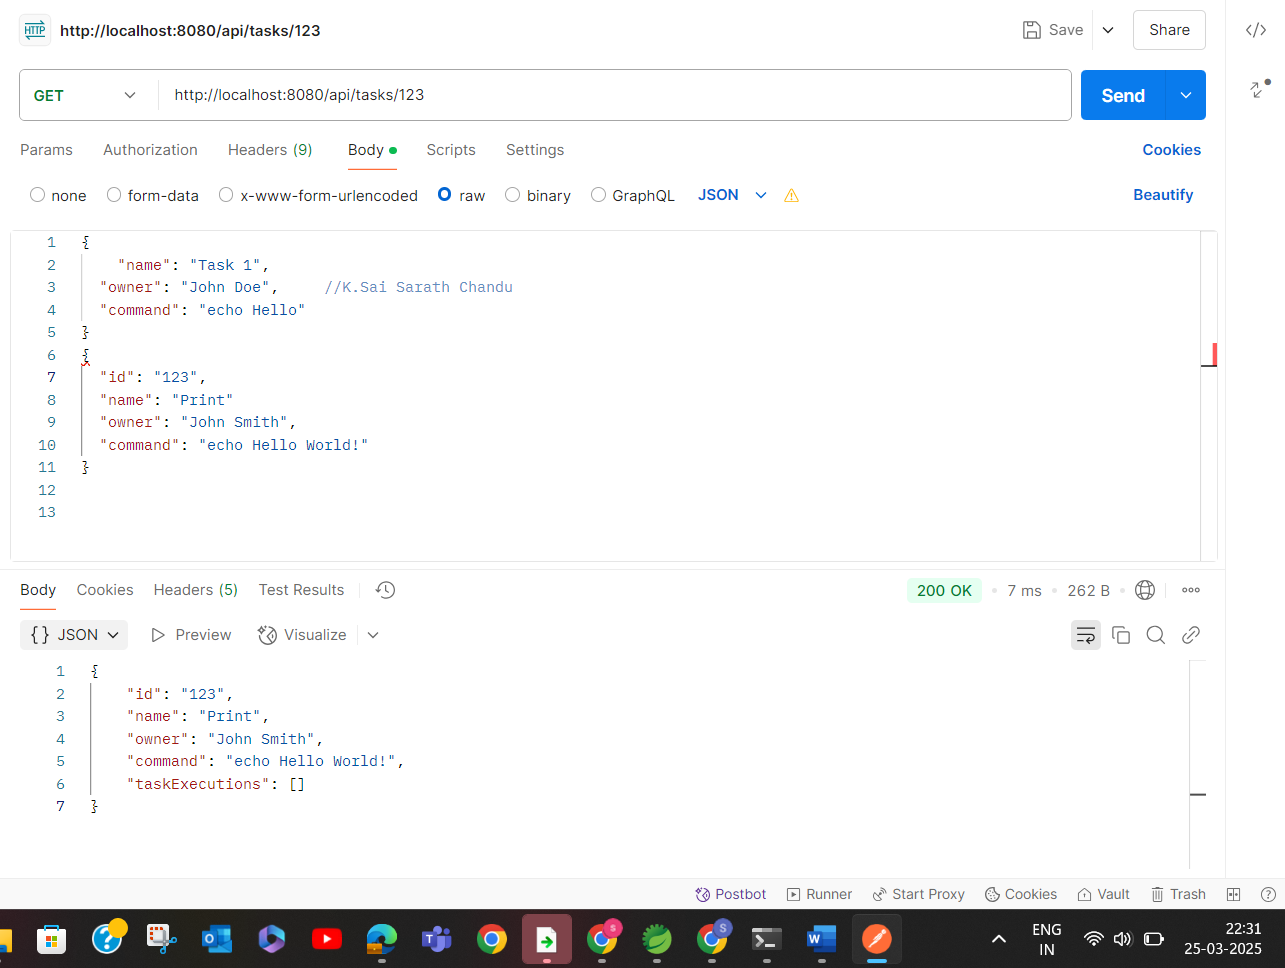 HTTP http://localhost:8080/api/tasks/123 Save Share
GET http://localhost:8080/api/tasks/123 Send
Params Authorization Headers (9) Body Scripts Settings Cookies
none form-data x-www-form-urlencoded raw binary GraphQL JSON Beautify
1 {
2 "name": "Task 1",
3 "owner": "John Doe", //K.Sai Sarath Chandu
4 "command": "echo Hello"
5 }
6 {
7 "id": "123",
8 "name": "Print"
9 "owner": "John Smith",
10 "command": "echo Hello World!"
11 }
12
13
Body Cookies Headers (5) Test Results 200 OK 7 ms 262 B
{} JSON Preview Visualize
1 {
2 "id": "123",
3 "name": "Print",
4 "owner": "John Smith",
5 "command": "echo Hello World!",
6 "taskExecutions": []
7 }
Postbot Runner Start Proxy Cookies Vault Trash
S S ENG 22:31
IN 25-03-2025